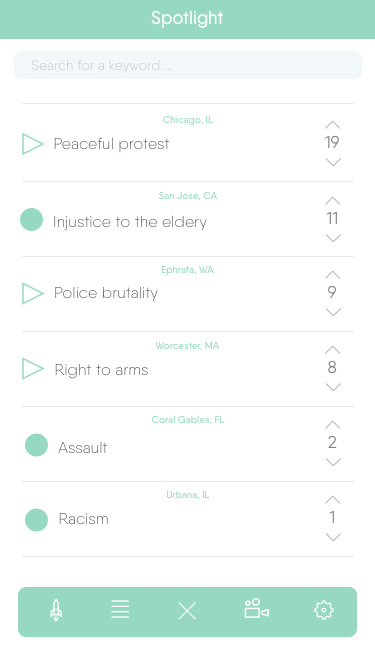 Spotlight
Search for a keyword ...
Chicago, IL
Peaceful protest
19
San Jose, CA
Injustice to the eldery
11
Ephrata, WA
Police brutality
9
Worcester, MA
Right to arms
8
Coral Gables, FL
Assault
2
Urbana, IL
Racism
1